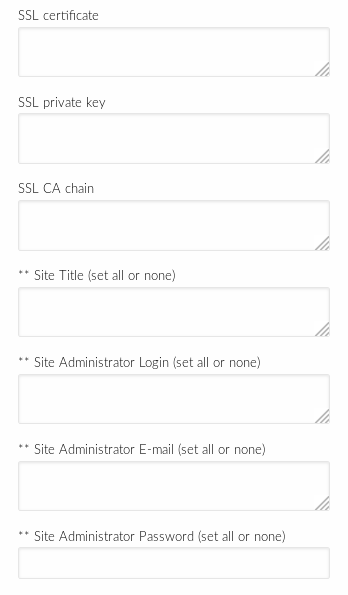 SSL certificate
SSL private key
SSL CA chain
** Site Title (set all or none)
** Site Administrator Login (set all or none)
** Site Administrator E-mail (set all or none)
** Site Administrator Password (set all or none)